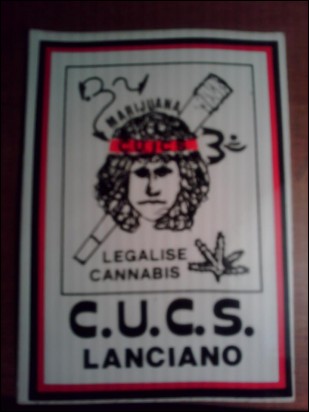 MARIJUANA
CUCS
LEGALISE
CANNABIS
C.U.C.S.
LANCIANO